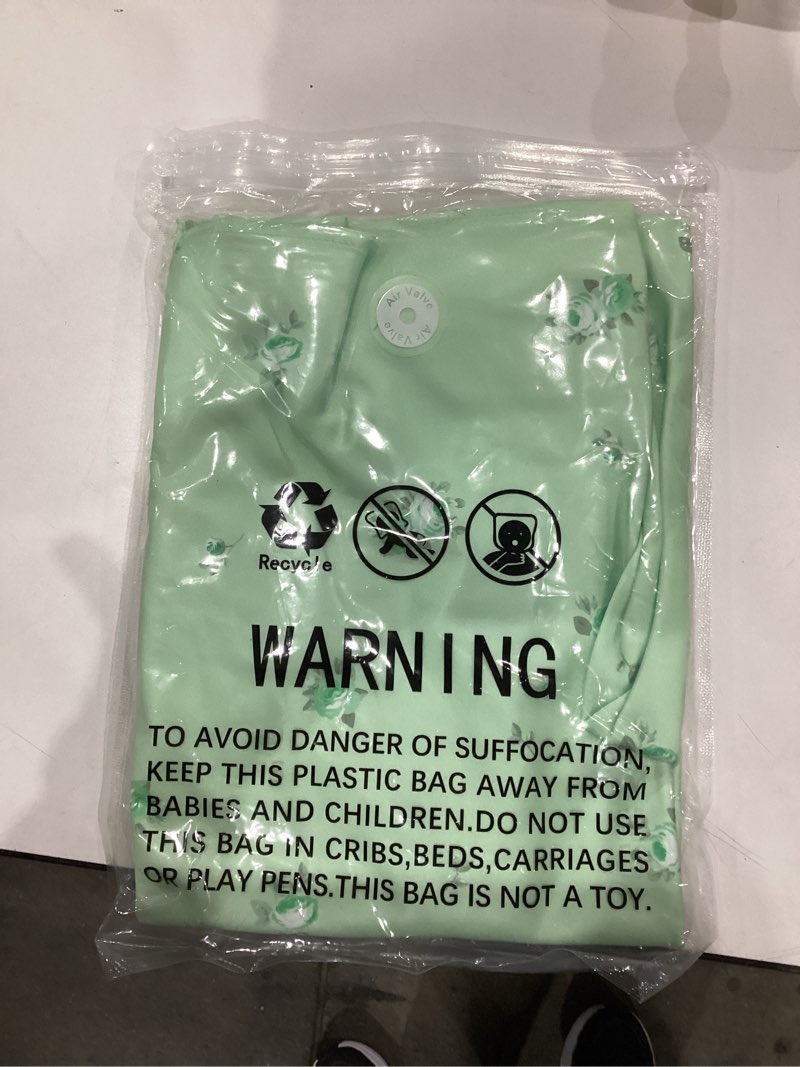 Air Valve
Air Valve
Recycle
WARNING
TO AVOID DANGER OF SUFFOCATION,
KEEP THIS PLASTIC BAG AWAY FROM
BABIES AND CHILDREN.DO NOT USE
THIS BAG IN CRIBS,BEDS,CARRIAGES
OR PLAY PENS.THIS BAG IS NOT A TOY.